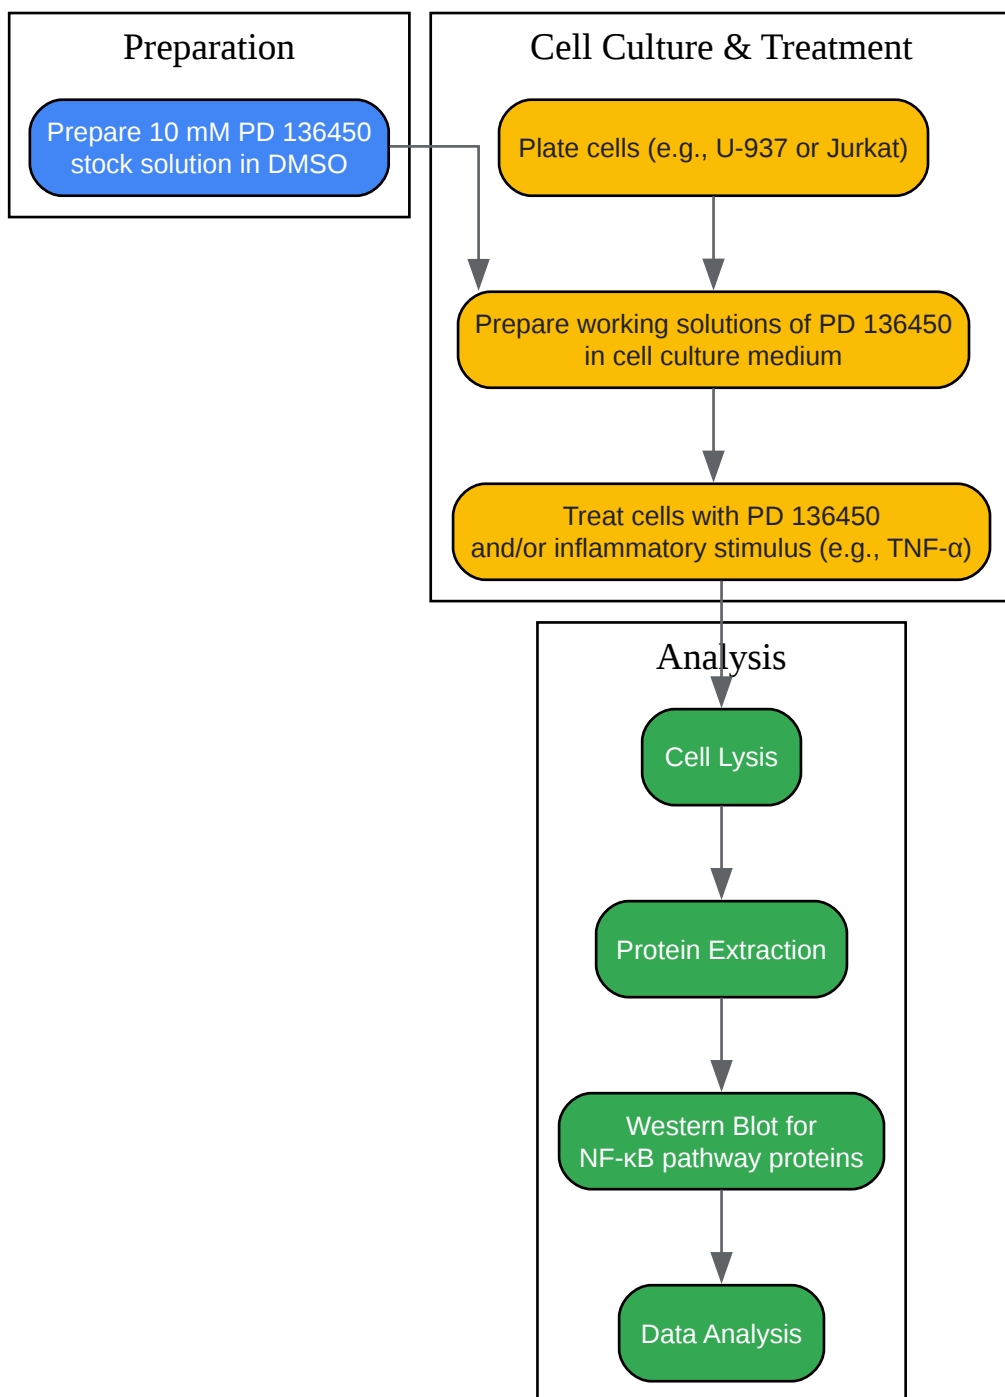 Preparation
Prepare 10 mM PD 136450
stock solution in DMSO
Cell Culture & Treatment
Plate cells (e.g., U-937 or Jurkat)
Prepare working solutions of PD 136450
in cell culture medium
Treat cells with PD 136450
and/or inflammatory stimulus (e.g., TNF-α)
Analysis
Cell Lysis
Protein Extraction
Western Blot for
NF-κB pathway proteins
Data Analysis